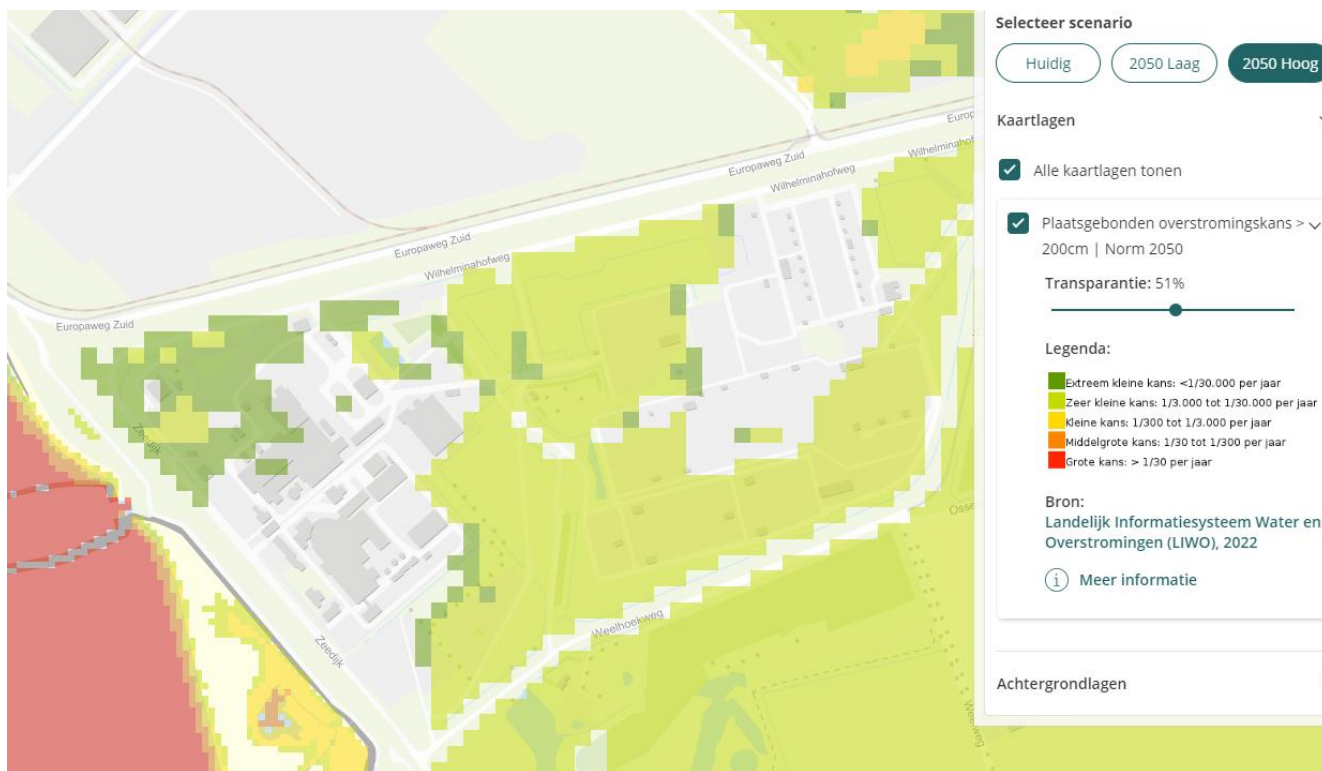 Selecteer scenario
Huidig
2050 Laag
2050 Hoog
Kaartlagen
Alle kaartlagen tonen
Plaatsgebonden overstromingskans >
200cm | Norm 2050
Transparantie: 51%
Legenda:
Extreem kleine kans: <1/30.000 per jaar
Zeer kleine kans: 1/3.000 tot 1/30.000 per jaar
Kleine kans: 1/300 tot 1/3.000 per jaar
Middelgrote kans: 1/30 tot 1/300 per jaar
Grote kans: > 1/30 per jaar
Bron:
Landelijk Informatiesysteem Water en
Overstromingen (LIWO), 2022
Meer informatie
Achtergrondlagen
Europ
Wilhelminahof
Europaweg Zuid
Wilhelminahofweg
Europaweg Zuid
Wilhelminahofweg
Europaweg Zuid
Zeedijk
Osse
Weelhoekweg
Zeedijk
Weelweg